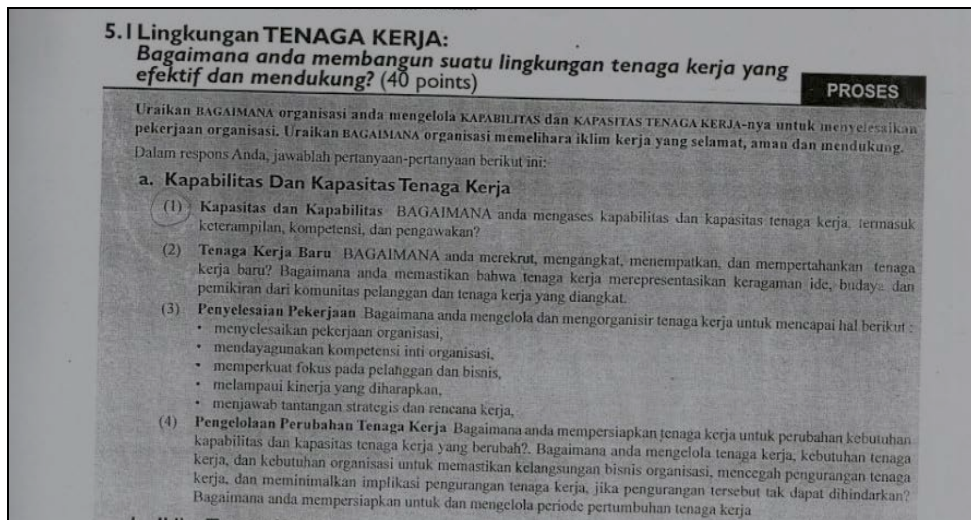 5.1 Lingkungan TENAGA KERJA:
Bagaimana anda membangun suatu lingkungan tenaga kerja yang
efektif dan mendukung? (40 points)
PROSES
Uraikan BAGAIMANA organisasi anda mengelola KAPABILITAS dan KAPASITAS TENAGA KERJA-nya untuk menyelesaikan
pekerjaan organisasi. Uraikan BAGAIMANA organisasi memelihara iklim kerja yang selamat, aman dan mendukung.
Dalam respons Anda, jawablah pertanyaan-pertanyaan berikut ini:
a. Kapabilitas Dan Kapasitas Tenaga Kerja
(1) Kapasitas dan Kapabilitas BAGAIMANA anda mengases kapabilitas dan kapasitas tenaga kerja, termasuk
keterampilan, kompetensi, dan pengawakan?
(2) Tenaga Kerja Baru BAGAIMANA anda merekrut, mengangkat, menempatkan, dan mempertahankan tenaga
kerja baru? Bagaimana anda memastikan bahwa tenaga kerja merepresentasikan keragaman ide, budaya dan
pemikiran dari komunitas pelanggan dan tenaga kerja yang diangkat.
(3) Penyelesaian Pekerjaan Bagaimana anda mengelola dan mengorganisir tenaga kerja untuk mencapai hal berikut :
• menyelesaikan pekerjaan organisasi,
• mendayagunakan kompetensi inti organisasi,
• memperkuat fokus pada pelanggan dan bisnis,
• melampaui kinerja yang diharapkan,
• menjawab tantangan strategis dan rencana kerja,
(4) Pengelolaan Perubahan Tenaga Kerja Bagaimana anda mempersiapkan tenaga kerja untuk perubahan kebutuhan
kapabilitas dan kapasitas tenaga kerja yang berubah?. Bagaimana anda mengelola tenaga kerja, kebutuhan tenaga
kerja, dan kebutuhan organisasi untuk memastikan kelangsungan bisnis organisasi, mencegah pengurangan tenaga
kerja, dan meminimalkan implikasi pengurangan tenaga kerja, jika pengurangan tersebut tak dapat dihindarkan?
Bagaimana anda mempersiapkan untuk dan mengelola periode pertumbuhan tenaga kerja